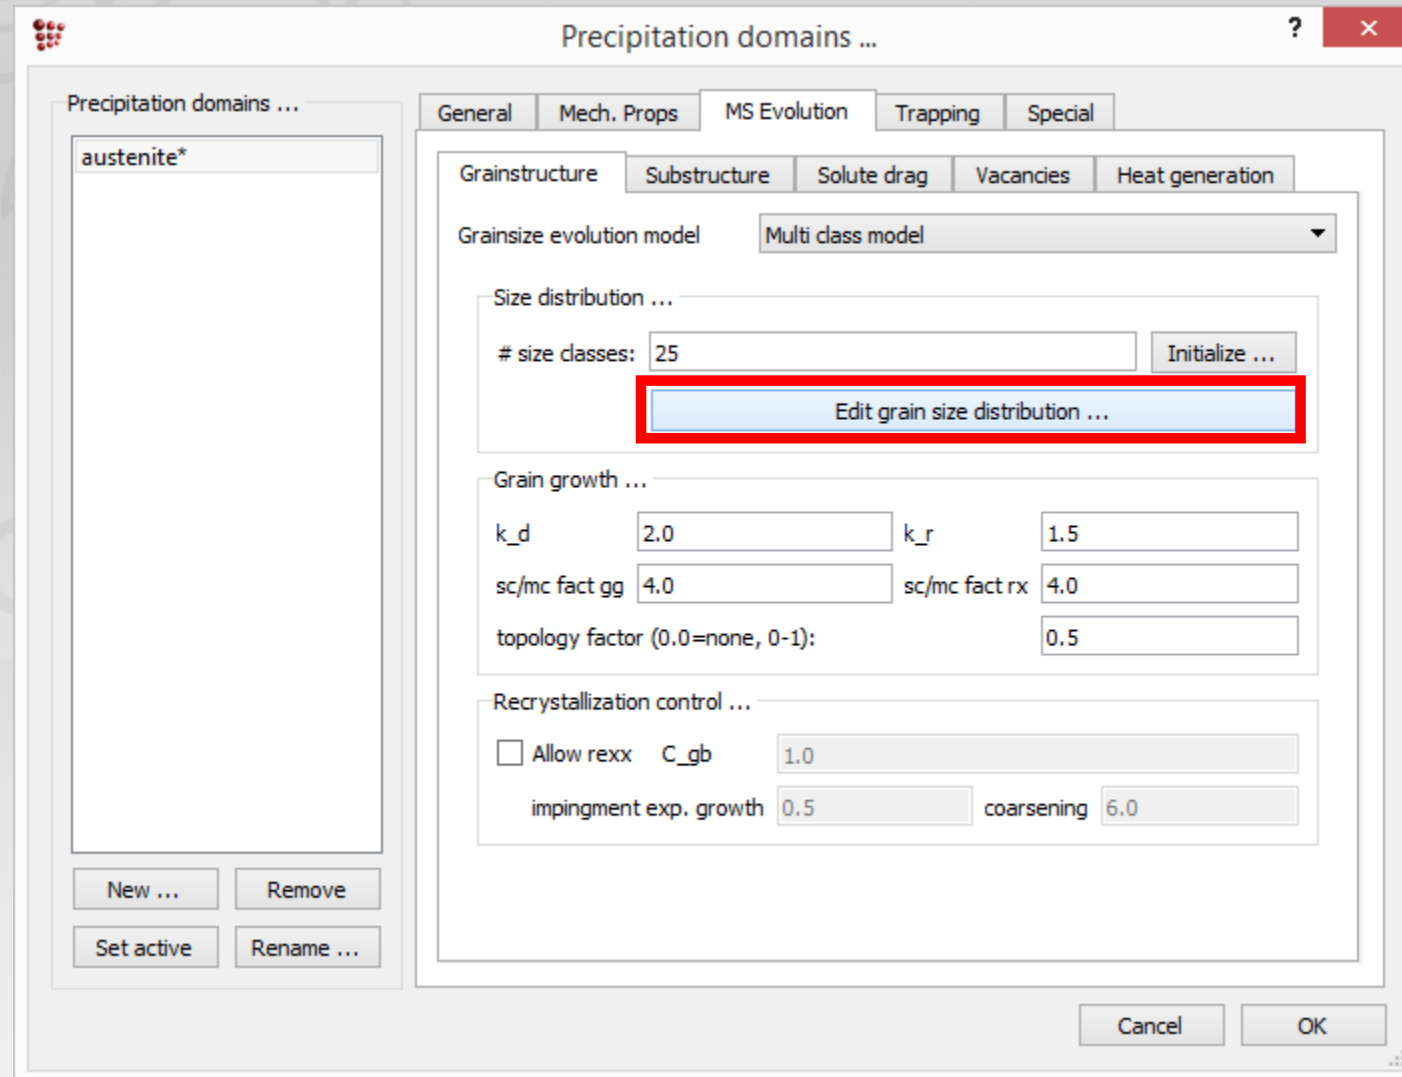 Precipitation domains ...
?
Precipitation domains ...
austenite*
New ...
Remove
Set active
Rename ...
General
Mech. Props
MS Evolution
Trapping
Special
Grainstructure
Substructure
Solute drag
Vacancies
Heat generation
Grainsize evolution model
Multi class model
Size distribution ...
# size classes: 25
Initialize ...
Edit grain size distribution ...
Grain growth ...
k_d 2.0 k_r 1.5
sc/mc fact gg 4.0 sc/mc fact rx 4.0
topology factor (0.0=none, 0-1): 0.5
Recrystallization control ...
Allow rexx C_gb 1.0
impingment exp. growth 0.5 coarsening 6.0
Cancel
OK